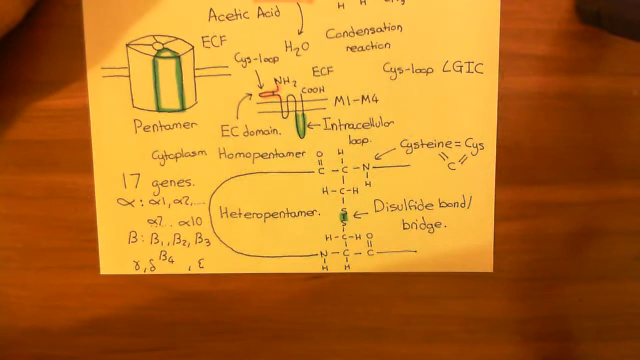 Acetic Acid
H H
ECF
H₂O
Condensation
reaction
Cys-loop
NH₂
ECF
COOH
Cys-loop LGIC
M1-M4
Pentamer
EC domain.
Intracellular
loop.
Cytoplasm
Homopentamer
Cysteine = Cys
C
17 genes.
α: α1, α2,....
α7... α10
β: β₁, β₂, β₃
β₄
γ, δ, ε
Heteropentamer.
O H
C - C - N
H
H-C-H
S
S
H-C-H O
N - C - C
H H
Disulfide bond/
bridge.